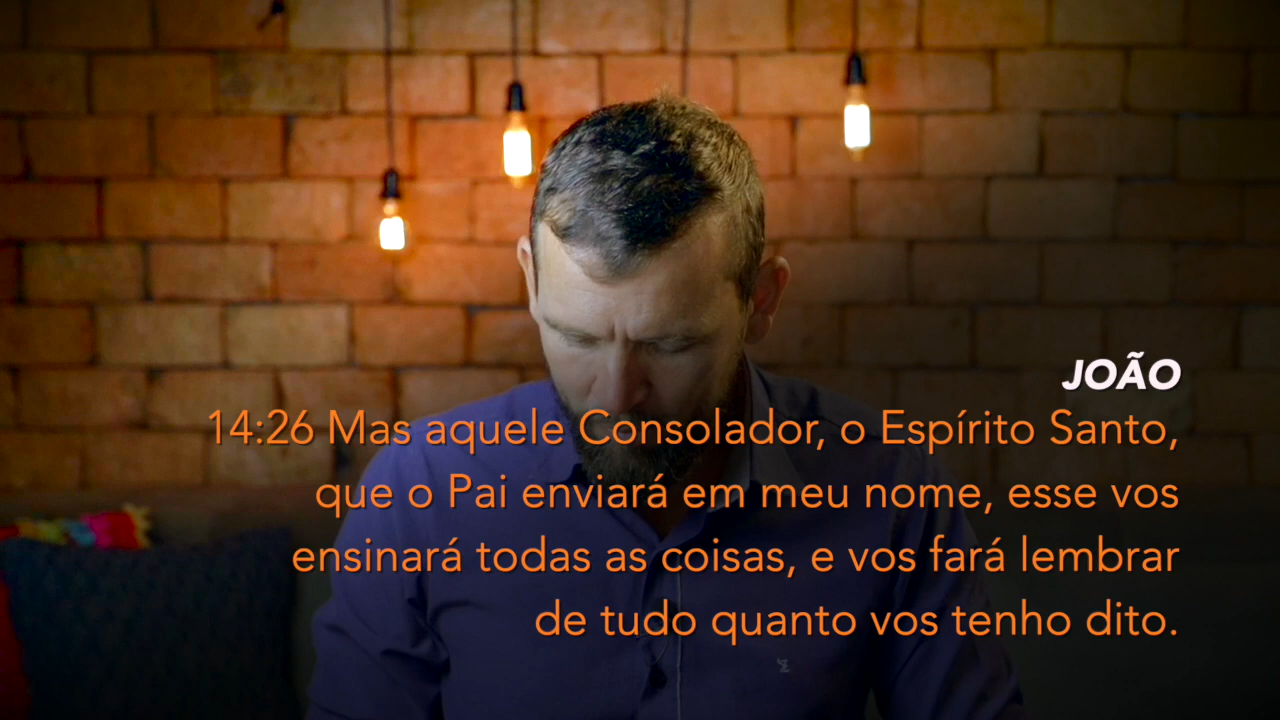 JOÃO
14:26 Mas aquele Consolador, o Espírito Santo,
que o Pai enviará em meu nome, esse vos
ensinará todas as coisas, e vos fará lembrar
de tudo quanto vos tenho dito.